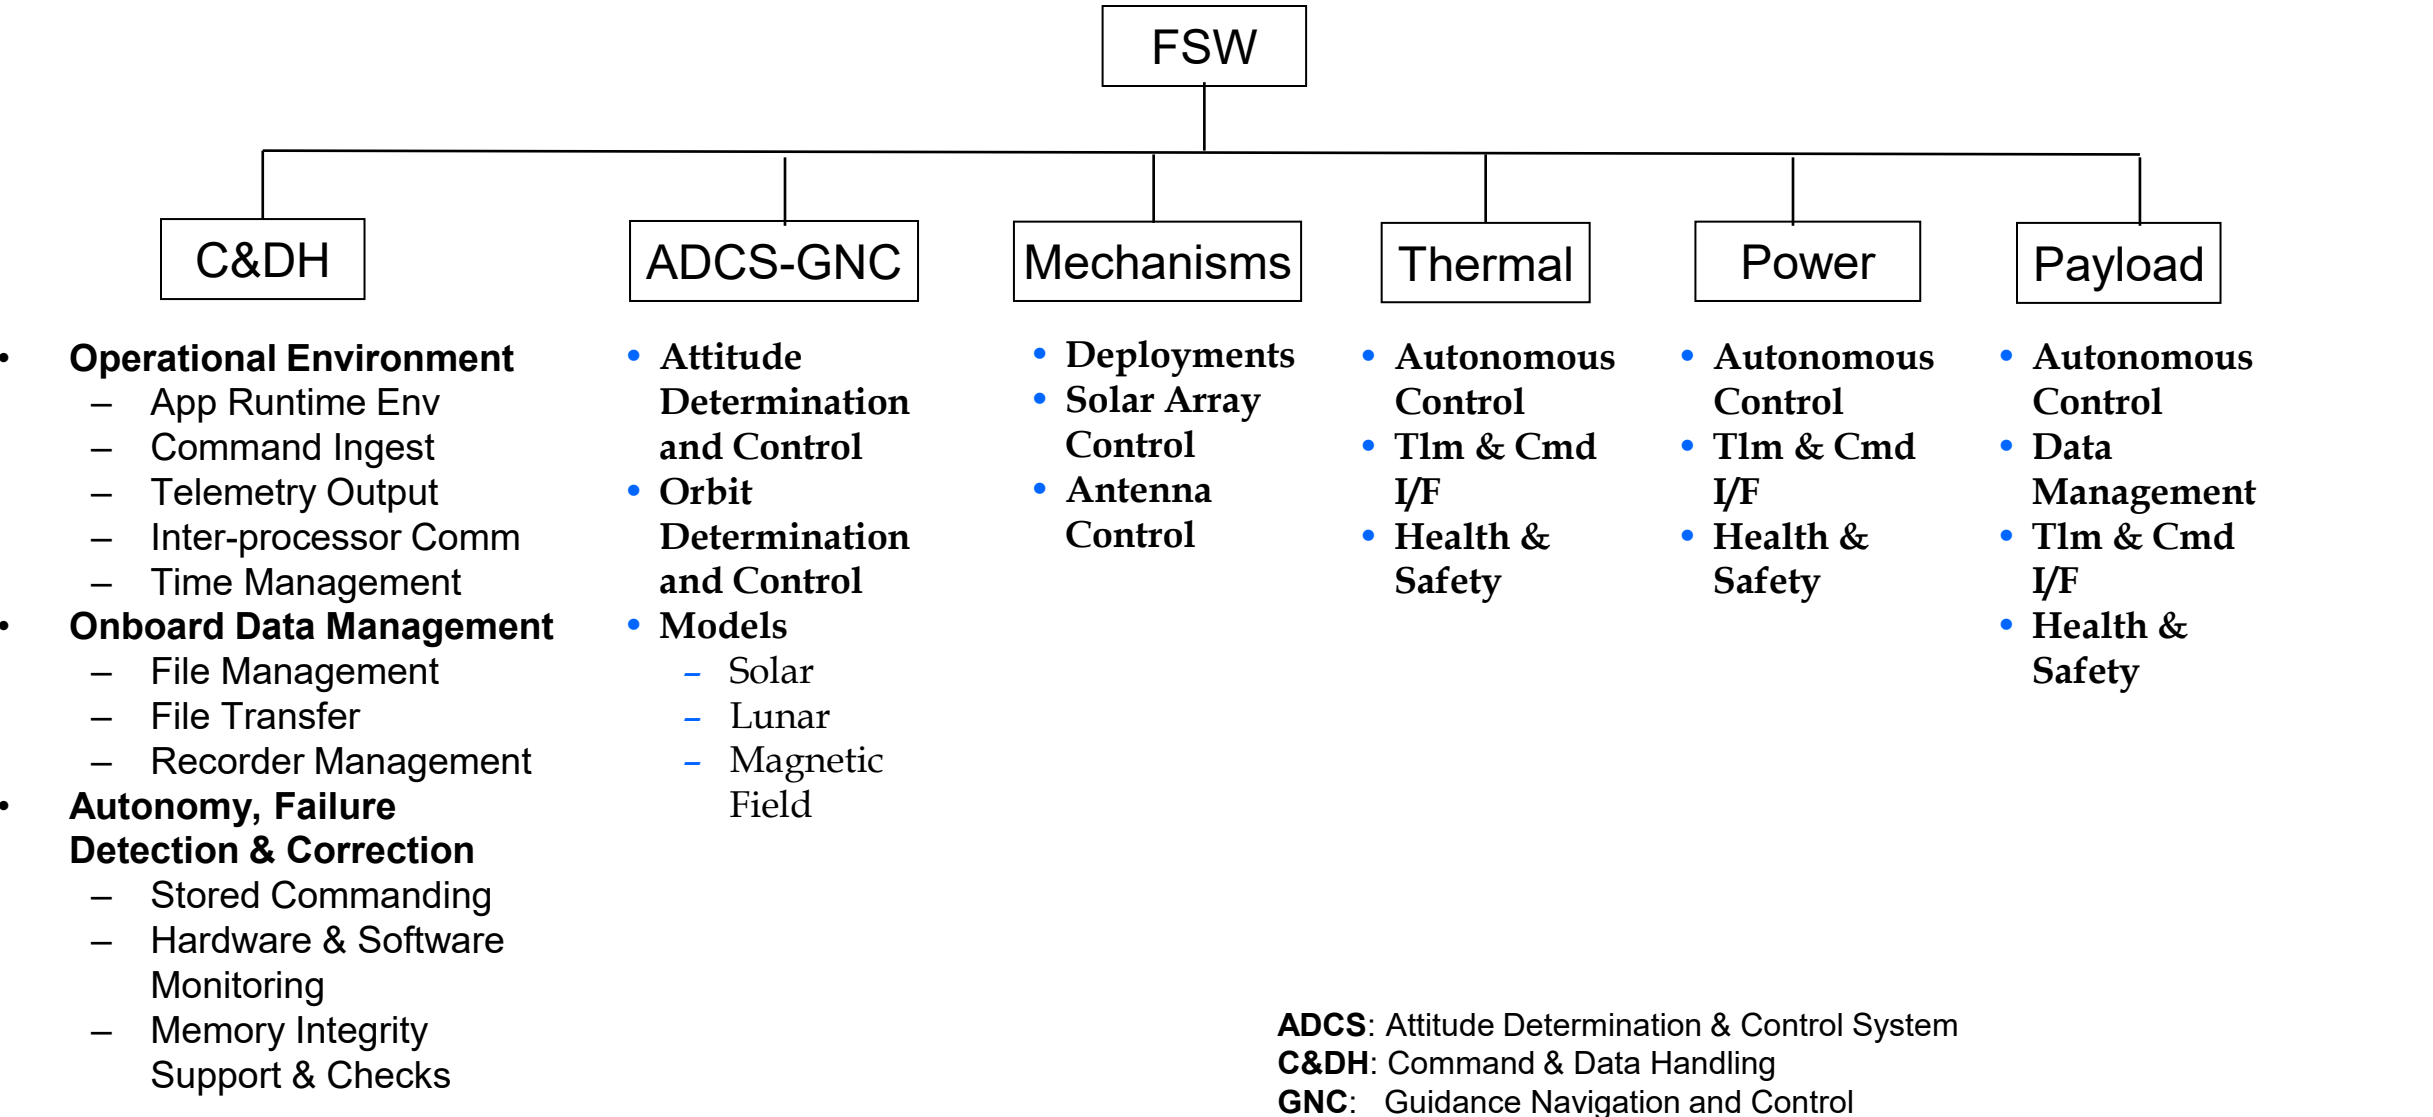 FSW
C&DH
ADCS-GNC
Mechanisms
Thermal
Power
Payload
• Operational Environment
– App Runtime Env
– Command Ingest
– Telemetry Output
– Inter-processor Comm
– Time Management
• Onboard Data Management
– File Management
– File Transfer
– Recorder Management
• Autonomy, Failure
Detection & Correction
– Stored Commanding
– Hardware & Software
Monitoring
– Memory Integrity
Support & Checks
• Attitude
Determination
and Control
• Orbit
Determination
and Control
• Models
– Solar
– Lunar
– Magnetic
Field
• Deployments
• Solar Array
Control
• Antenna
Control
• Autonomous
Control
• Tlm & Cmd
I/F
• Health &
Safety
• Autonomous
Control
• Tlm & Cmd
I/F
• Health &
Safety
• Autonomous
Control
• Data
Management
• Tlm & Cmd
I/F
• Health &
Safety
ADCS: Attitude Determination & Control System
C&DH: Command & Data Handling
GNC: Guidance Navigation and Control